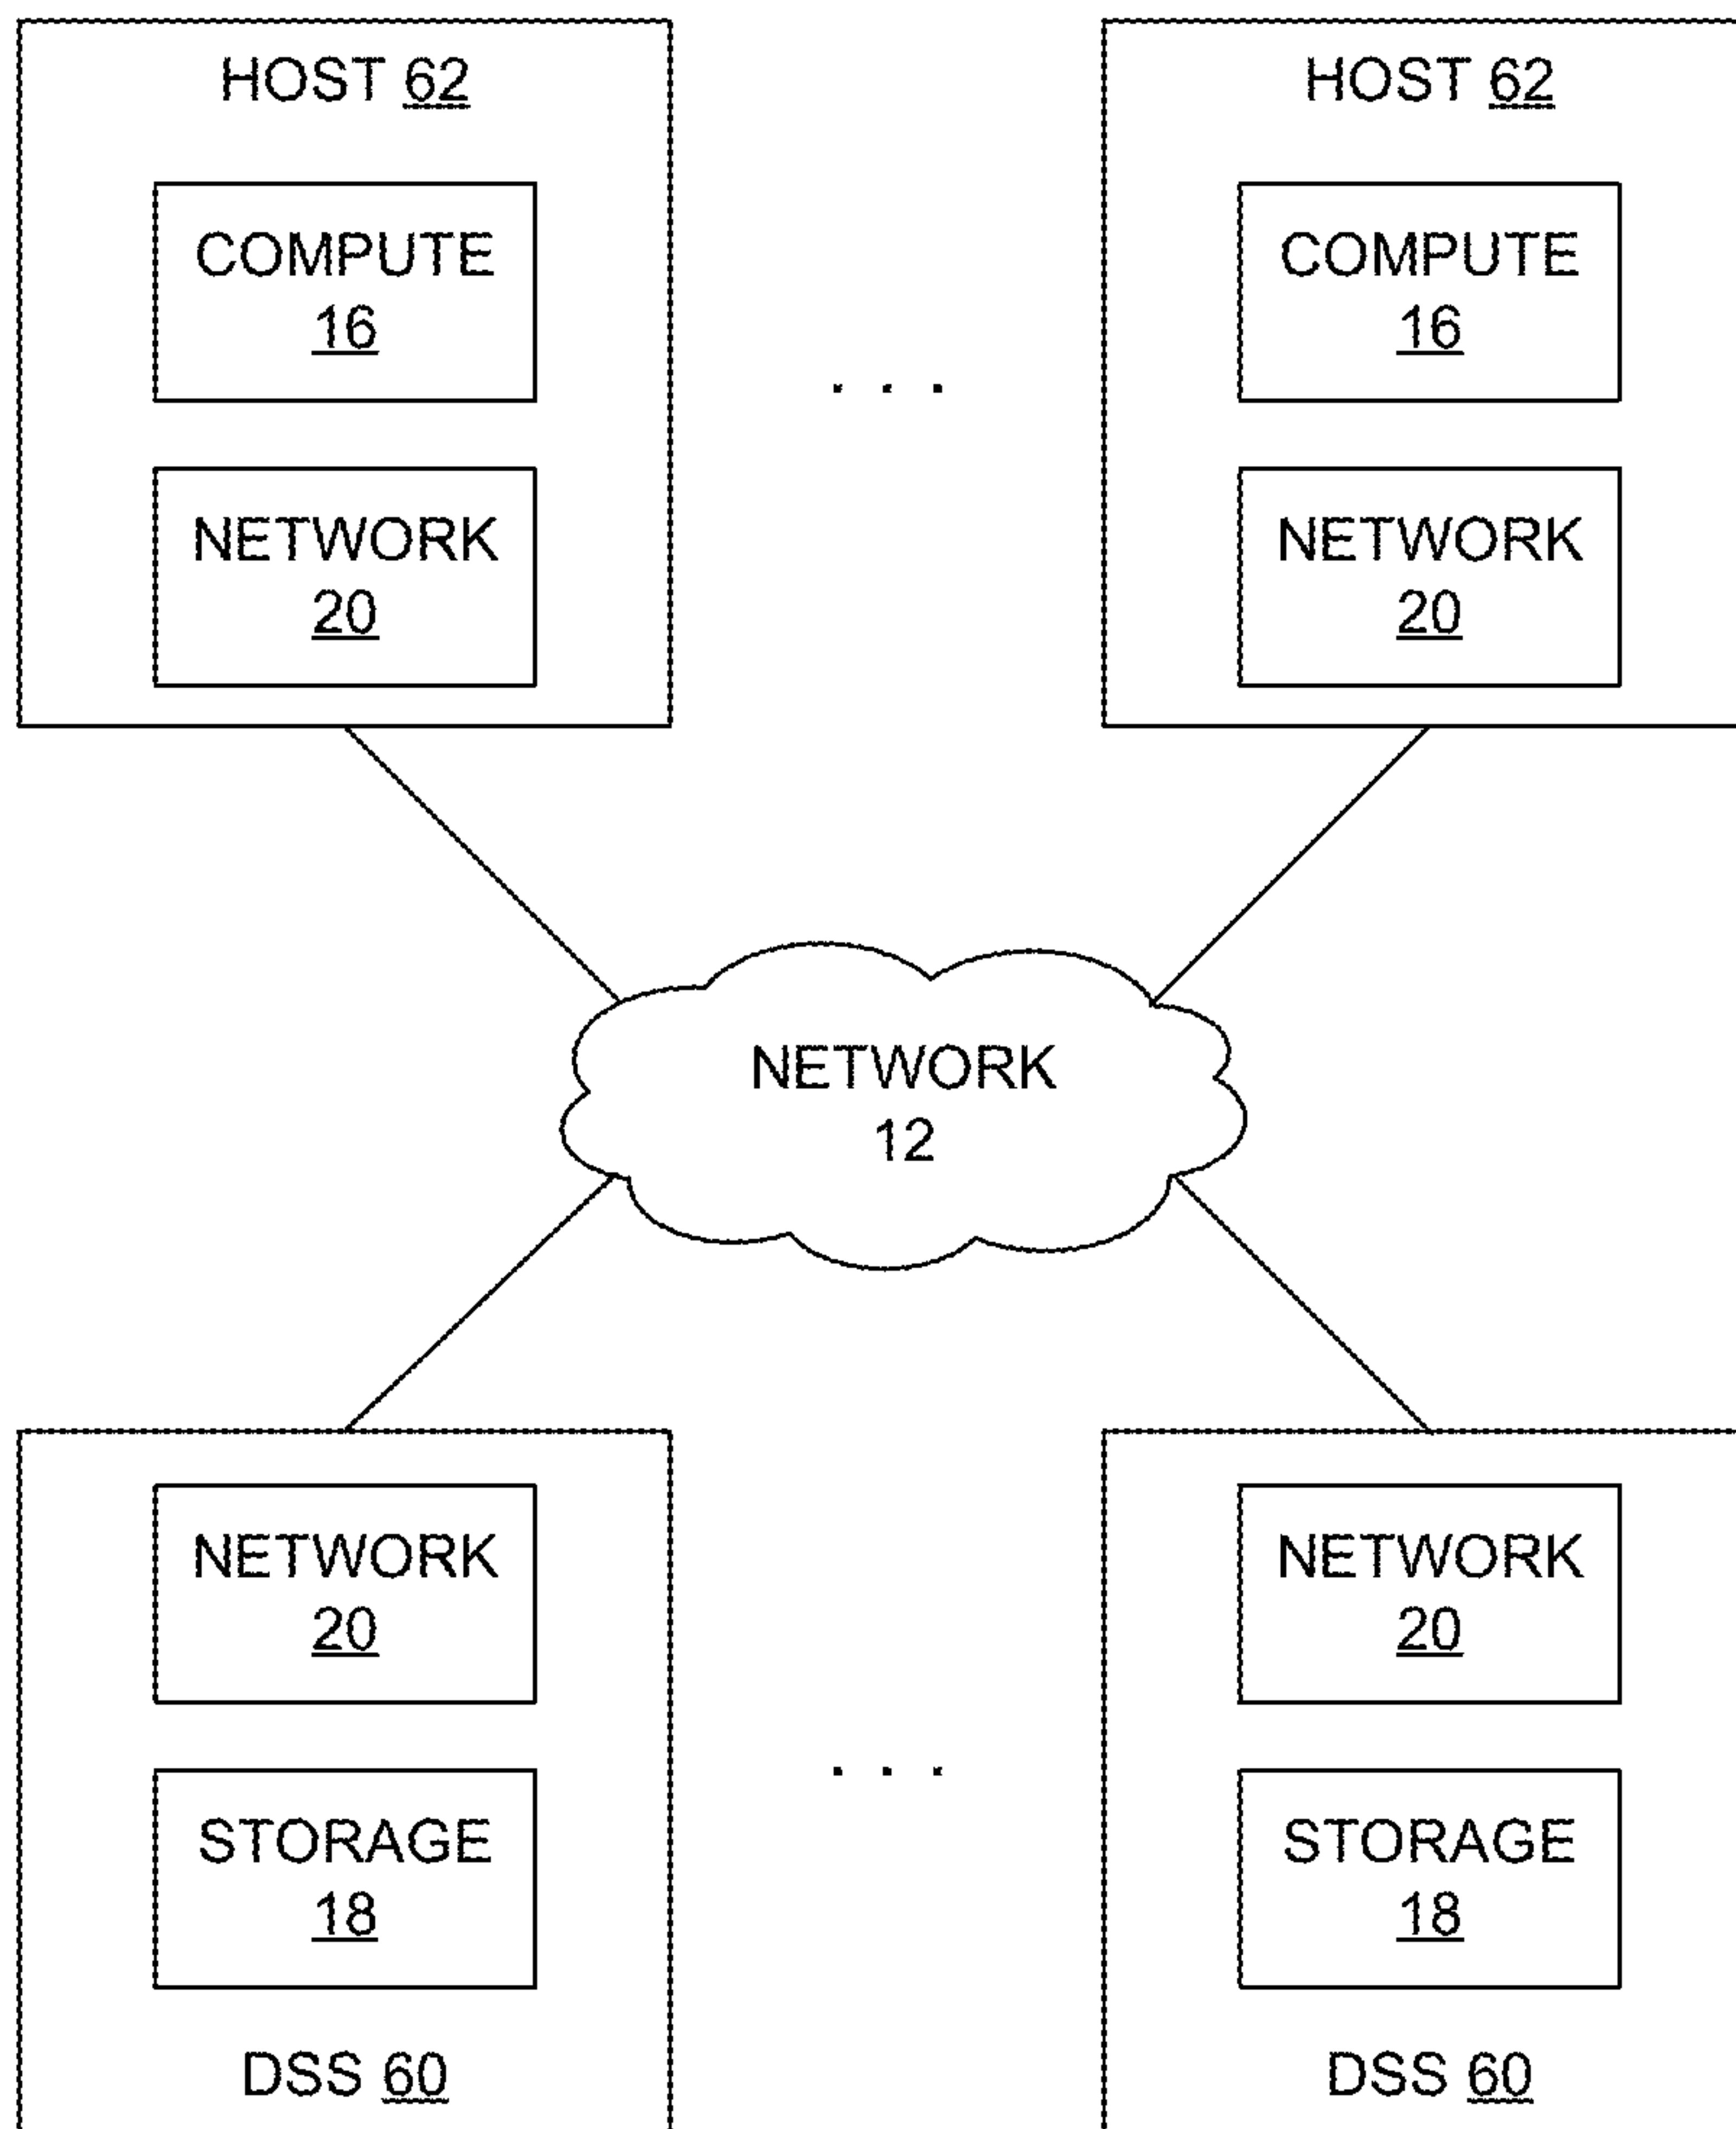 HOST 62
COMPUTE
16
NETWORK
20
HOST 62
COMPUTE
16
NETWORK
20
. . .
NETWORK
12
NETWORK
20
STORAGE
18
DSS 60
. . .
NETWORK
20
STORAGE
18
DSS 60